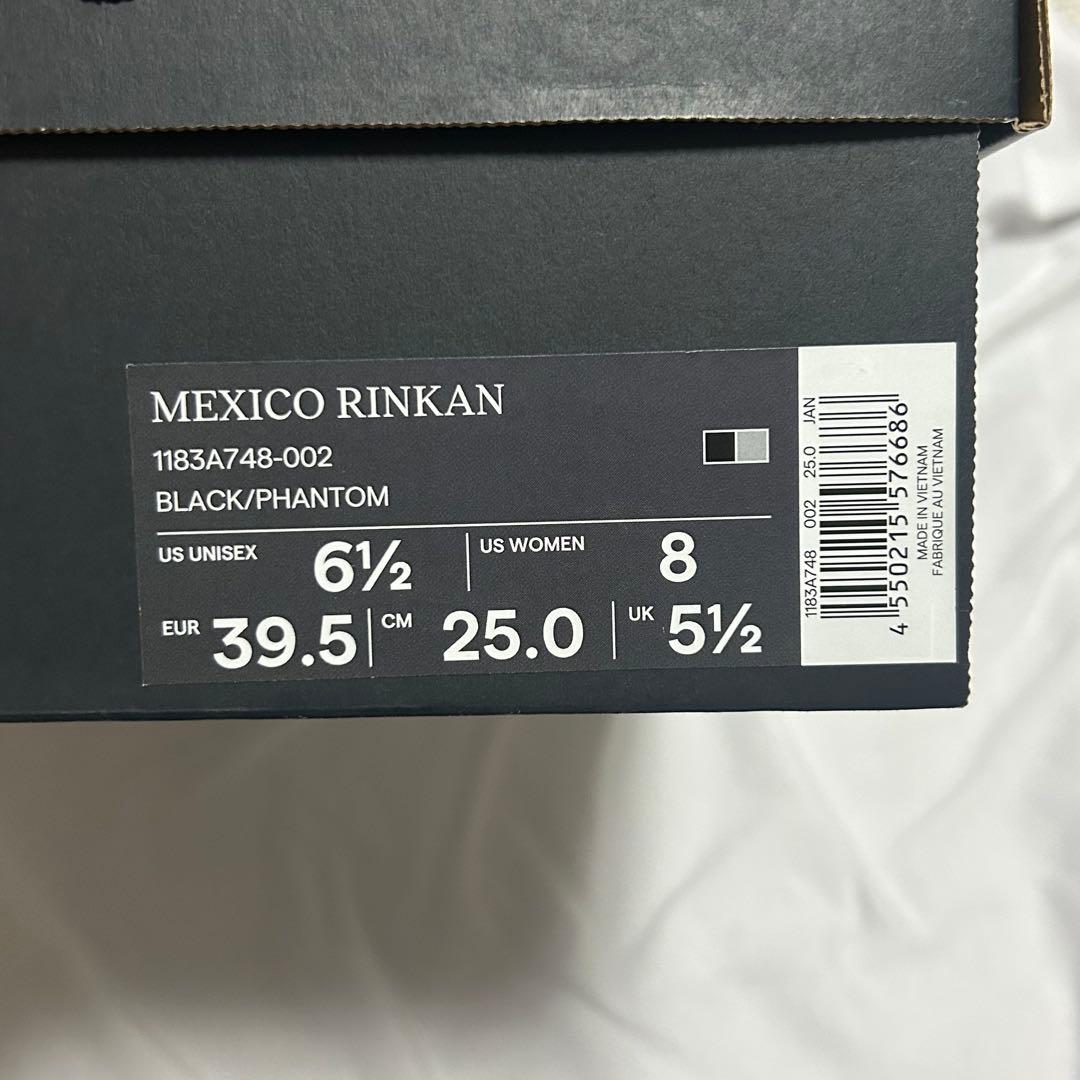 MEXICO RINKAN
1183A748-002
BLACK/PHANTOM
US UNISEX 6½ US WOMEN 8
EUR 39.5 CM 25.0 UK 5½
1183A748 002 25.0 JAN
4 550215 576686
MADE IN VIETNAM
FABRIQUE AU VIETNAM